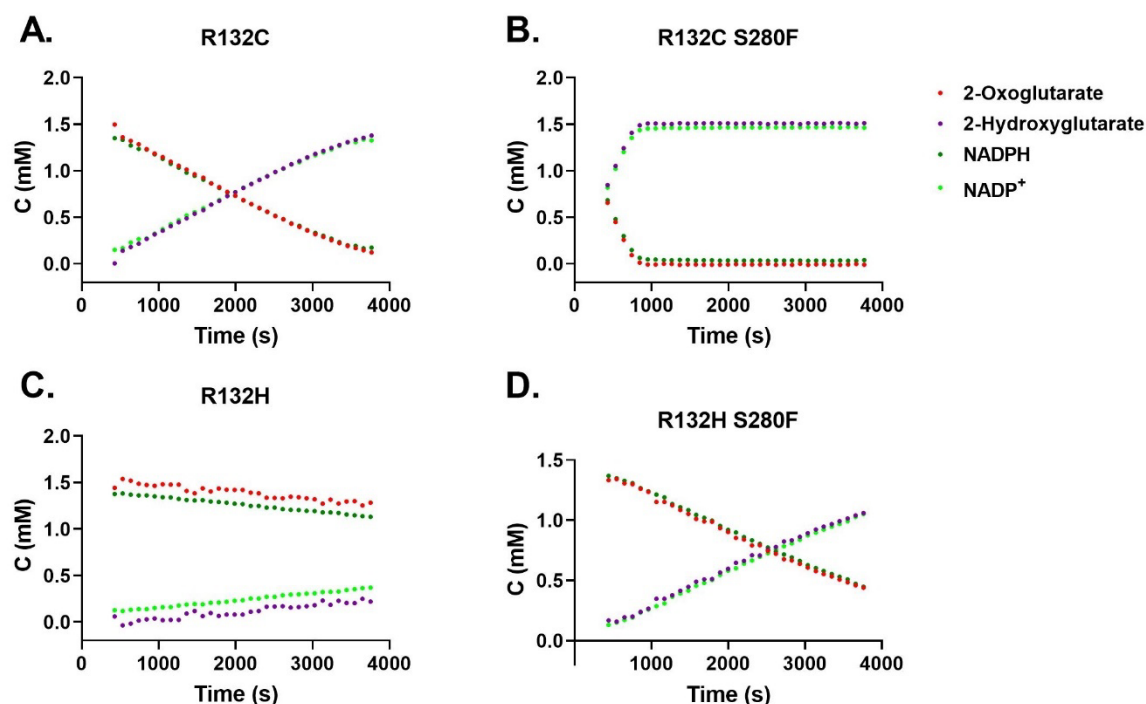 A.
R132C
2.0
1.5
1.0
0.5
0.0
C (mM)
0 1000 2000 3000 4000
Time (s)
B.
R132C S280F
2.0
1.5
1.0
0.5
0.0
C (mM)
0 1000 2000 3000 4000
Time (s)
2-Oxoglutarate
2-Hydroxyglutarate
NADPH
NADP+
C.
R132H
2.0
1.5
1.0
0.5
0.0
C (mM)
0 1000 2000 3000 4000
Time (s)
D.
R132H S280F
1.5
1.0
0.5
0.0
C (mM)
1000 2000 3000 4000
Time (s)